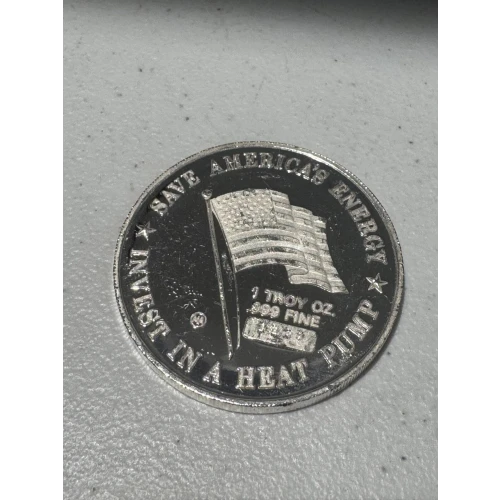 ★ SAVE AMERICA'S ENERGY ★
INVEST IN A HEAT PUMP
1 TROY OZ.
.999 FINE